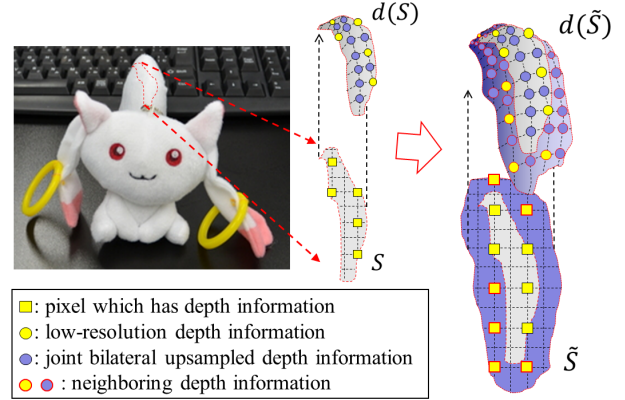 d(S)
d(S̃)
S
S̃
: pixel which has depth information
: low-resolution depth information
: joint bilateral upsampled depth information
: neighboring depth information